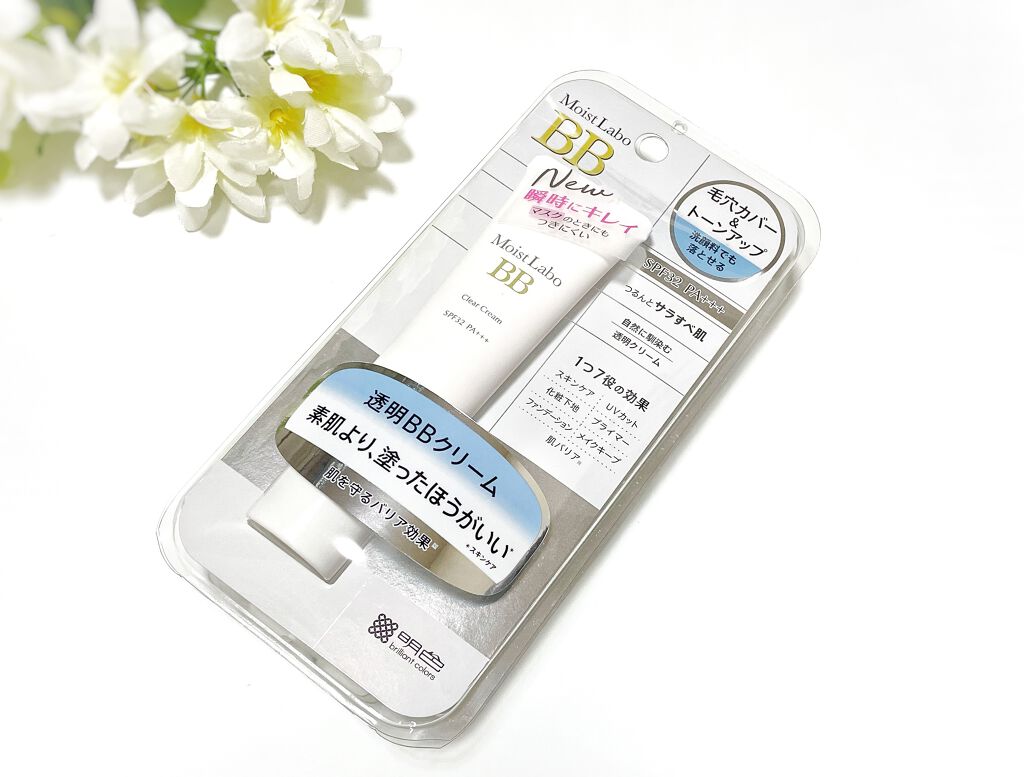 Moist Labo
BB
New
瞬時にキレイ
マスクのときにも
つきにくい
Moist Labo
BB
Clear Cream
SPF32 PA+++
毛穴カバー
&
トーンアップ
洗顔料でも
落とせる
SPF32 PA+++
つるんとサラすべ肌
自然に馴染む
透明クリーム
1つ7役の効果
スキンケア UVカット
化粧下地 プライマー
ファンデーション メイクキープ
肌バリア※
透明BBクリーム
素肌より、塗ったほうがいい*
*スキンケア
肌を守るバリア効果※
明色
brilliant colors